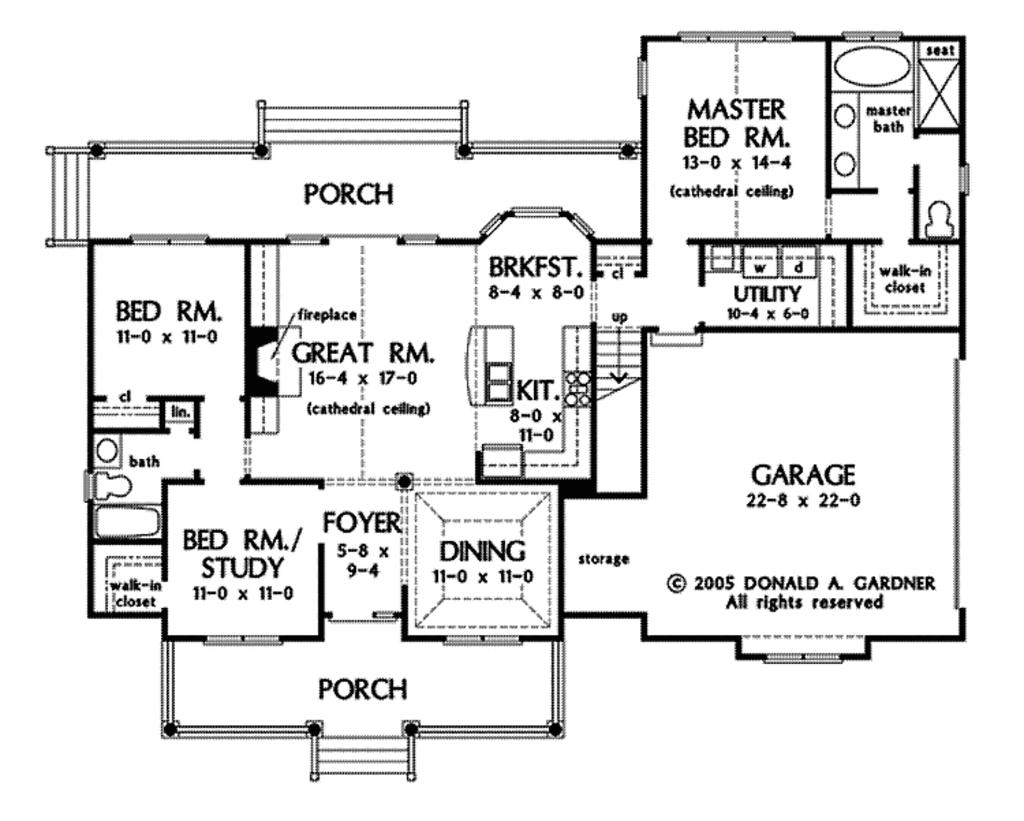 seat
MASTER
BED RM.
13-0 x 14-4
(cathedral ceiling)
master
bath
PORCH
BRKFST.
8-4 x 8-0
cl
w d
UTILITY
10-4 x 6-0
walk-in
closet
BED RM.
11-0 x 11-0
fireplace
GREAT RM.
16-4 x 17-0
(cathedral ceiling)
up
KIT.
8-0 x
11-0
cl
lin.
bath
GARAGE
22-8 x 22-0
FOYER
5-8 x
9-4
BED RM./
STUDY
11-0 x 11-0
DINING
11-0 x 11-0
storage
walk-in
closet
© 2005 DONALD A. GARDNER
All rights reserved
PORCH